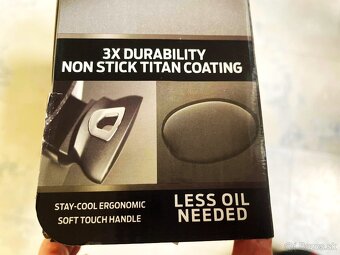 3X DURABILITY
NON STICK TITAN COATING
STAY-COOL ERGONOMIC
SOFT TOUCH HANDLE
LESS OIL
NEEDED